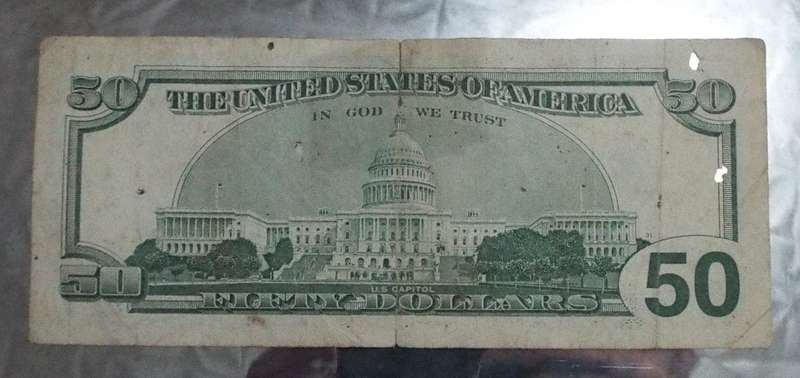 50
50
THE UNITED STATES OF AMERICA
IN GOD WE TRUST
50
U.S. CAPITOL
FIFTY DOLLARS
50